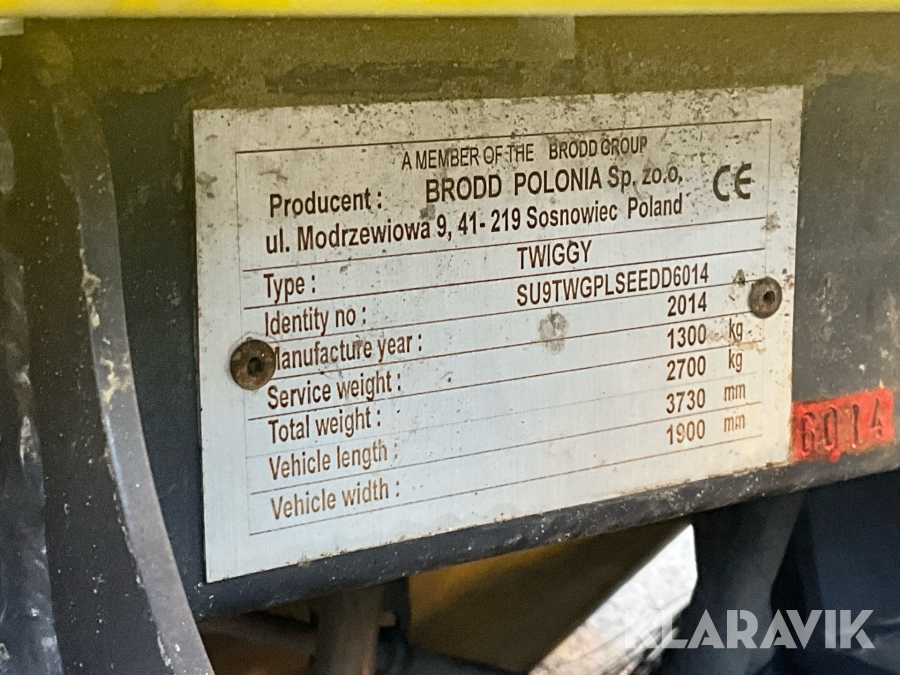 A MEMBER OF THE BRODD GROUP
Producent : BRODD POLONIA Sp. zo.o. CE
ul. Modrzewiowa 9, 41- 219 Sosnowiec Poland
Type : TWIGGY
Identity no : SU9TWGPLSEEDD6014
Manufacture year : 2014
Service weight : 1300 kg
Total weight : 2700 kg
Vehicle length : 3730 mm
Vehicle width : 1900 mm
6014
KLARAVIK